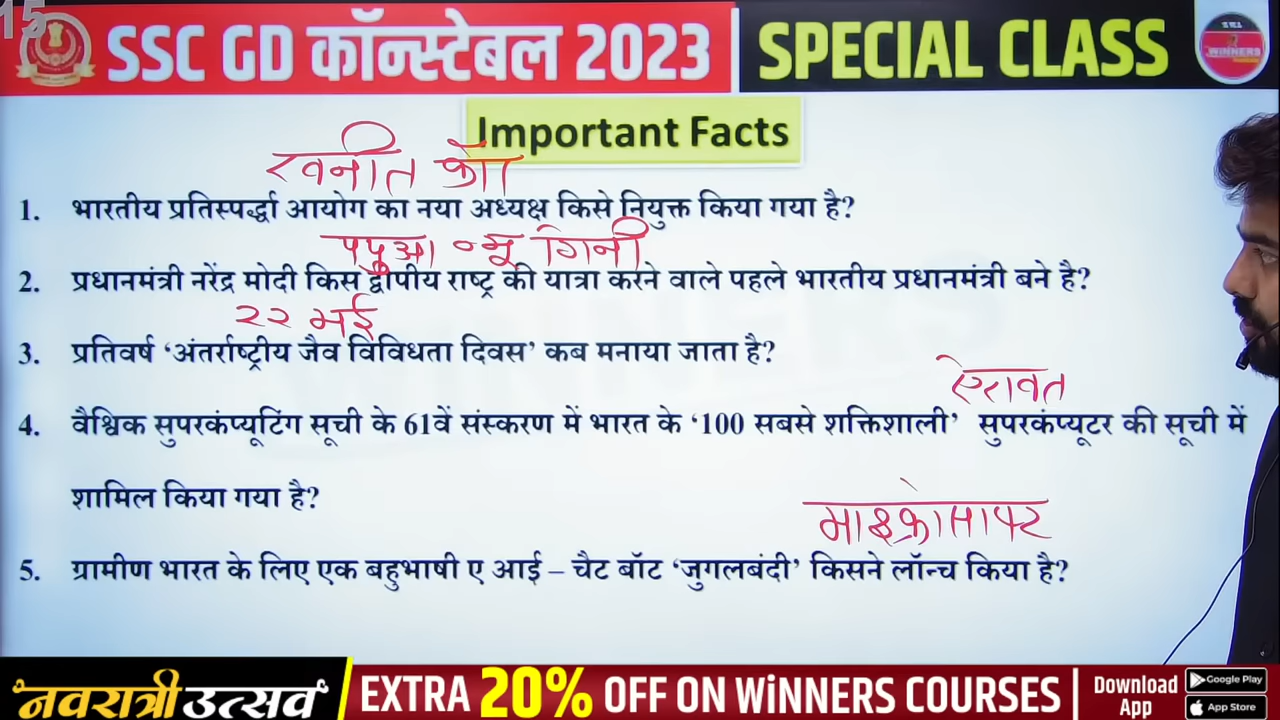 15
SSC GD कॉन्स्टेबल 2023 SPECIAL CLASS
WiNNERS
Important Facts
रवनीत कौर
1. भारतीय प्रतिस्पर्द्धा आयोग का नया अध्यक्ष किसे नियुक्त किया गया है?
पपुआ न्यू गिनी
2. प्रधानमंत्री नरेंद्र मोदी किस द्वीपीय राष्ट्र की यात्रा करने वाले पहले भारतीय प्रधानमंत्री बने है?
२२ मई
3. प्रतिवर्ष ‘अंतर्राष्ट्रीय जैव विविधता दिवस’ कब मनाया जाता है?
ऐरावत
4. वैश्विक सुपरकंप्यूटिंग सूची के 61वें संस्करण में भारत के ‘100 सबसे शक्तिशाली’ सुपरकंप्यूटर की सूची में
शामिल किया गया है?
माइक्रोसाफ्ट
5. ग्रामीण भारत के लिए एक बहुभाषी ए आई – चैट बॉट ‘जुगलबंदी’ किसने लॉन्च किया है?
नवरात्री उत्सव EXTRA 20% OFF ON WiNNERS COURSES Download App Google Play App Store